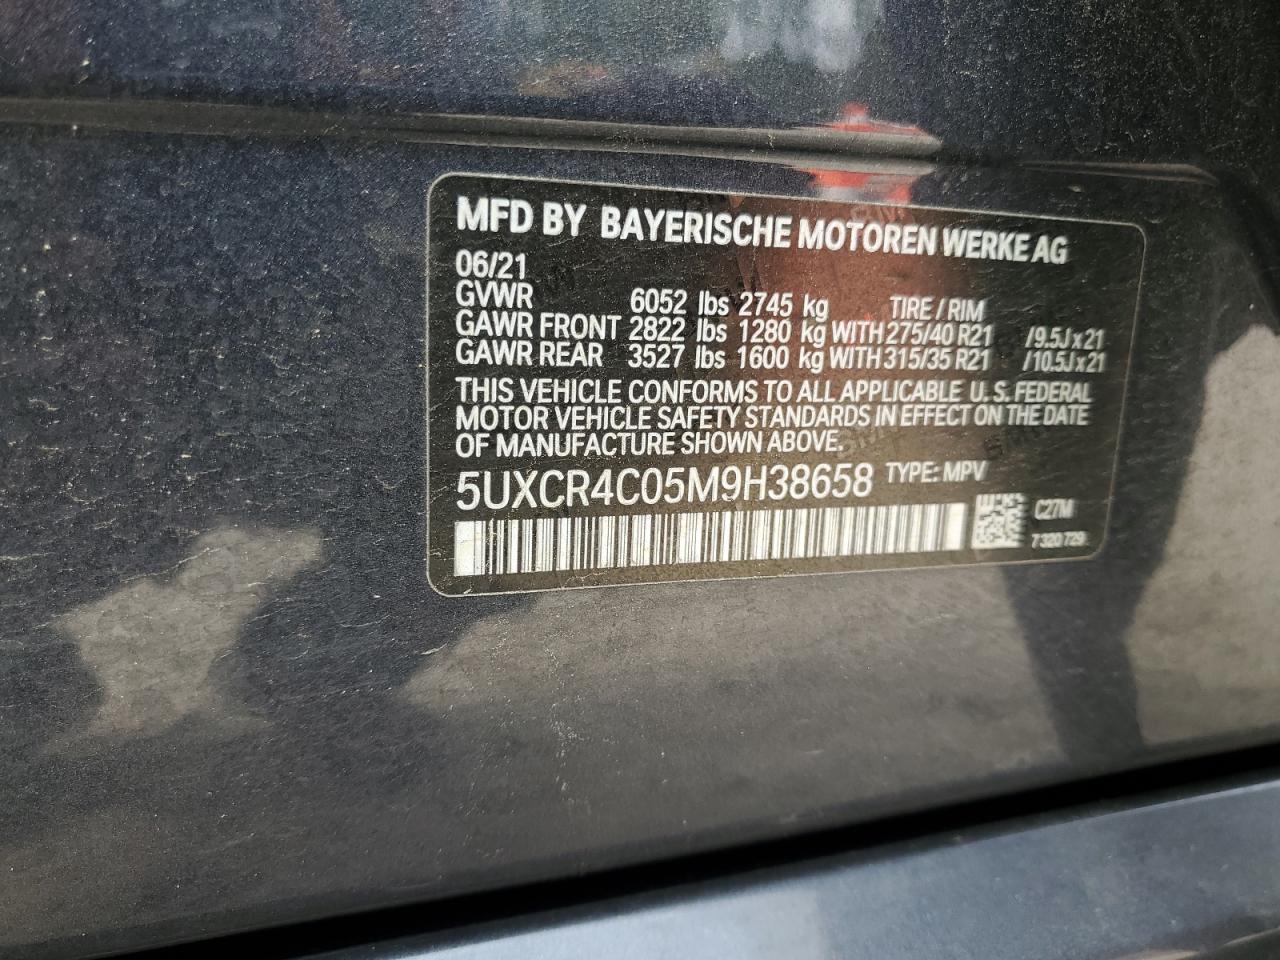 MFD BY BAYERISCHE MOTOREN WERKE AG
06/21
GVWR 6052 lbs 2745 kg TIRE / RIM
GAWR FRONT 2822 lbs 1280 kg WITH 275/40 R21 /9.5J x 21
GAWR REAR 3527 lbs 1600 kg WITH 315/35 R21 /10.5J x 21
THIS VEHICLE CONFORMS TO ALL APPLICABLE U.S. FEDERAL
MOTOR VEHICLE SAFETY STANDARDS IN EFFECT ON THE DATE
OF MANUFACTURE SHOWN ABOVE.
5UXCR4C05M9H38658 TYPE: MPV
C27M
7 320 729